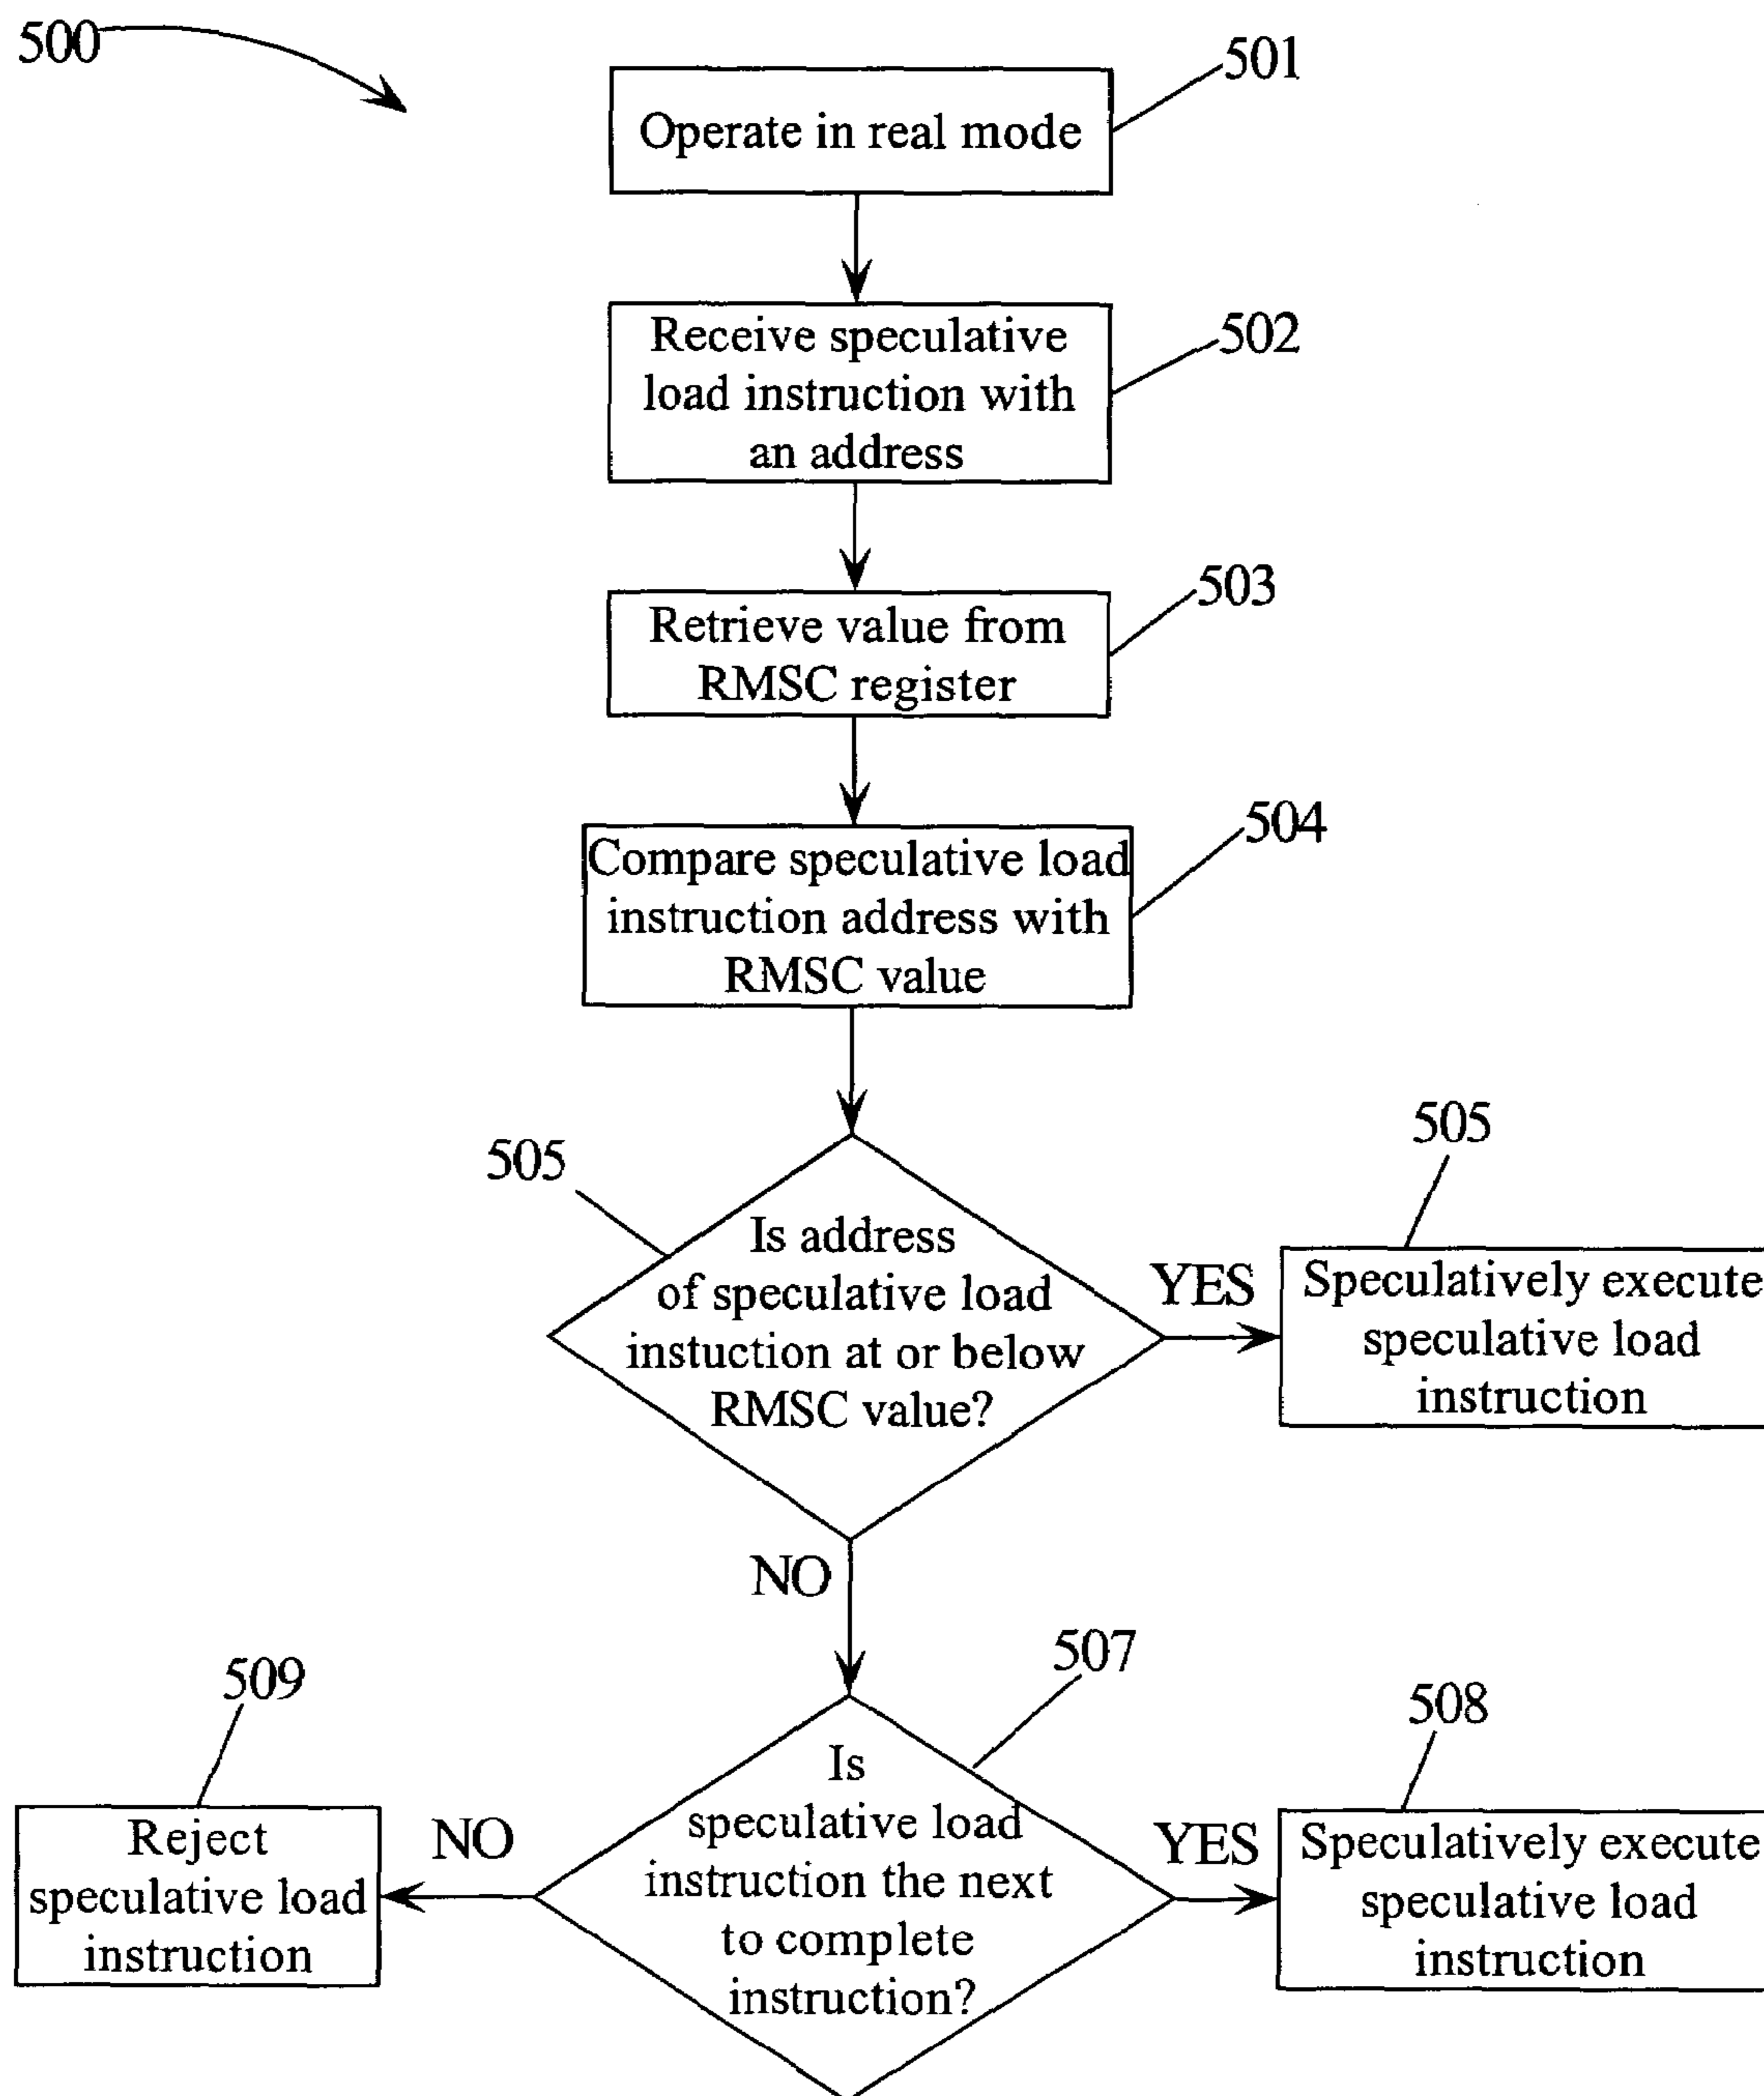 500
501
Operate in real mode
502
Receive speculative
load instruction with
an address
503
Retrieve value from
RMSC register
504
Compare speculative load
instruction address with
RMSC value
505
Is address
of speculative load
instuction at or below
RMSC value?
YES
505
Speculatively execute
speculative load
instruction
NO
507
Is
speculative load
instruction the next
to complete
instruction?
NO
509
Reject
speculative load
instruction
YES
508
Speculatively execute
speculative load
instruction